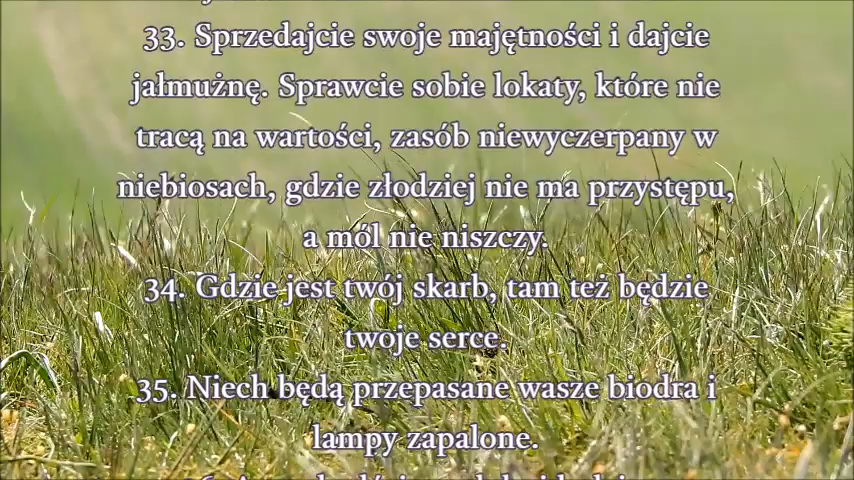 33. Sprzedajcie swoje majętności i dajcie
jałmużnę. Sprawcie sobie lokaty, które nie
tracą na wartości, zasób niewyczerpany w
niebiosach, gdzie złodziej nie ma przystępu,
a mól nie niszczy.
34. Gdzie jest twój skarb, tam też będzie
twoje serce.
35. Niech będą przepasane wasze biodra i
lampy zapalone.